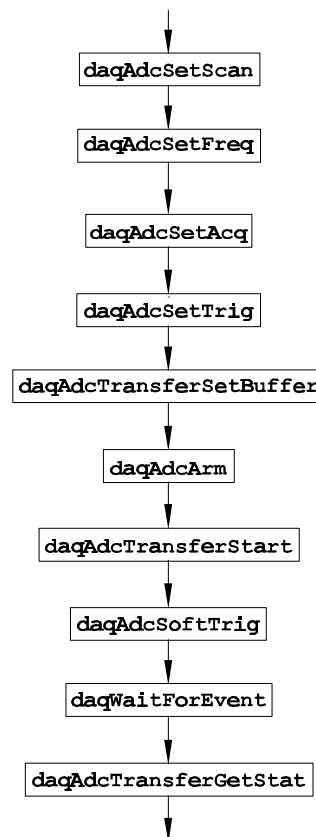 daqAdcSetScan
daqAdcSetFreq
daqAdcSetAcq
daqAdcSetTrig
daqAdcTransferSetBuffer
daqAdcArm
daqAdcTransferStart
daqAdcSoftTrig
daqWaitForEvent
daqAdcTransferGetStat